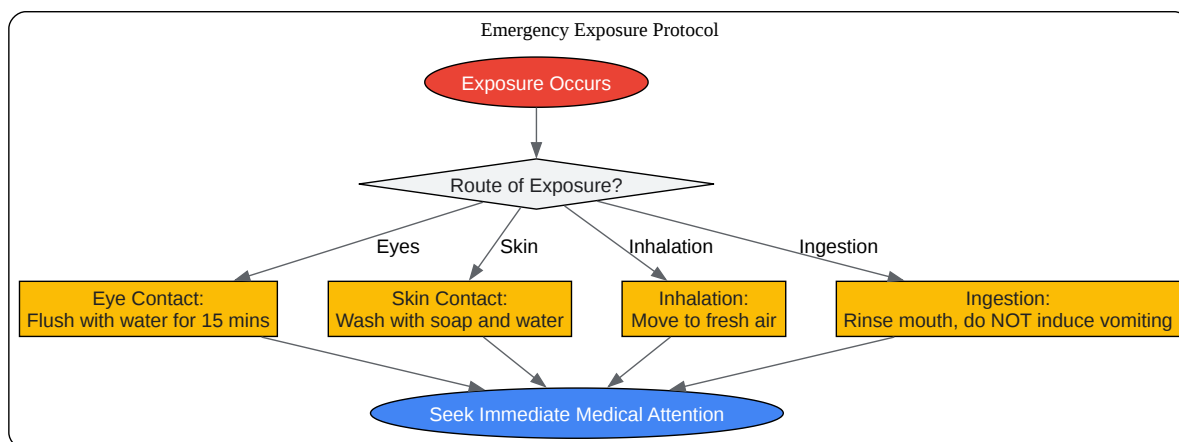 Emergency Exposure Protocol
Exposure Occurs
Route of Exposure?
Eyes
Skin
Inhalation
Ingestion
Eye Contact:
Flush with water for 15 mins
Skin Contact:
Wash with soap and water
Inhalation:
Move to fresh air
Ingestion:
Rinse mouth, do NOT induce vomiting
Seek Immediate Medical Attention